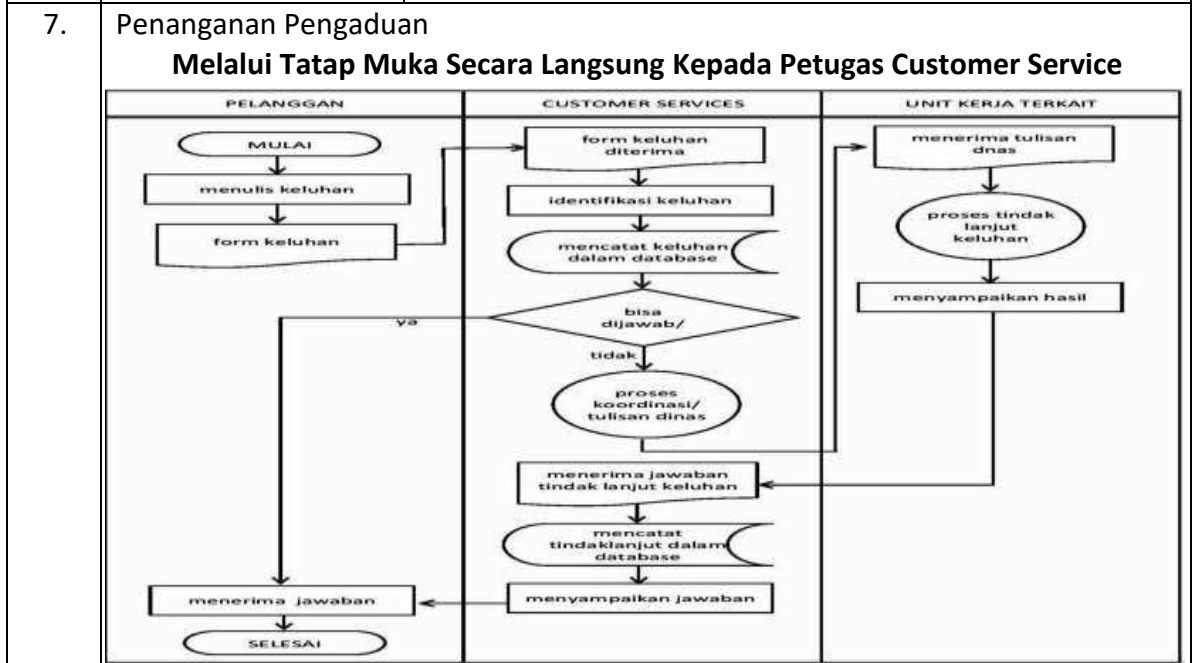 7.
Penanganan Pengaduan
Melalui Tatap Muka Secara Langsung Kepada Petugas Customer Service
PELANGGAN
CUSTOMER SERVICES
UNIT KERJA TERKAIT
MULAI
menulis keluhan
form keluhan
form keluhan
diterima
identifikasi keluhan
mencatat keluhan
dalam database
bisa
dijawab/
ya
tidak
proses
koordinasi/
tulisan dinas
menerima tulisan
dnas
proses tindak
lanjut
keluhan
menyampaikan hasil
menerima jawaban
tindak lanjut keluhan
mencatat
tindaklanjut dalam
database
menyampaikan jawaban
menerima jawaban
SELESAI